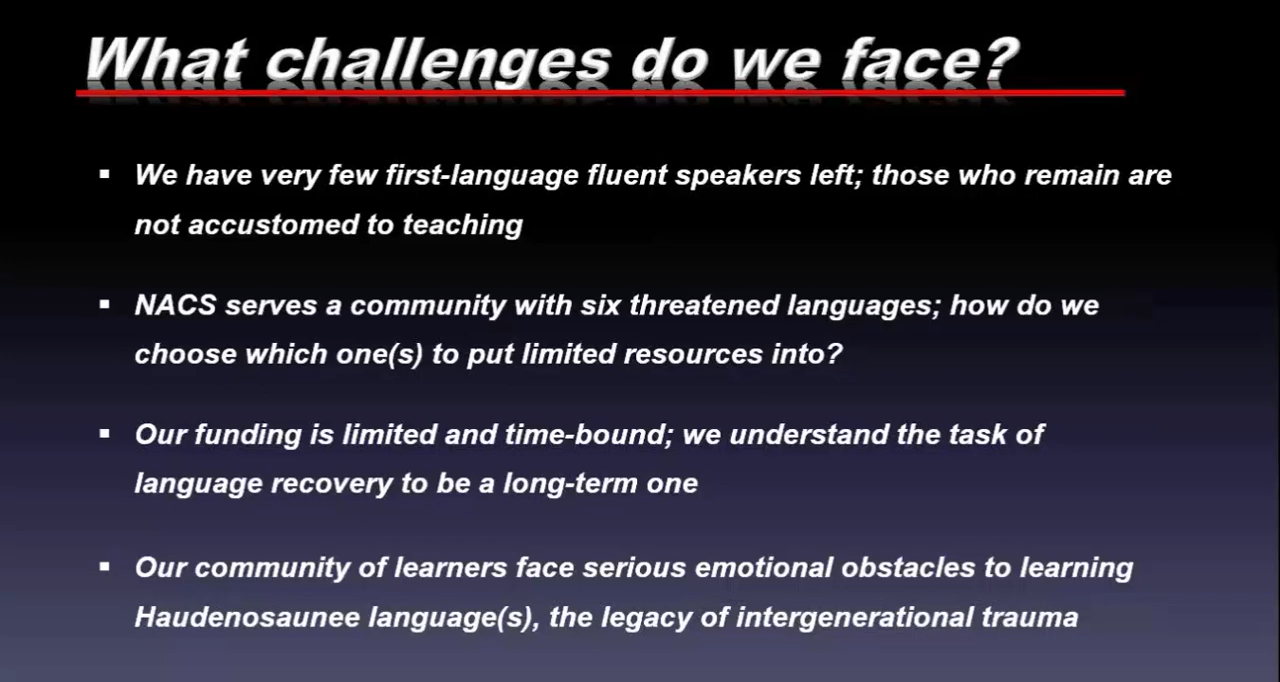 What challenges do we face?
▪ We have very few first-language fluent speakers left; those who remain are
not accustomed to teaching
▪ NACS serves a community with six threatened languages; how do we
choose which one(s) to put limited resources into?
▪ Our funding is limited and time-bound; we understand the task of
language recovery to be a long-term one
▪ Our community of learners face serious emotional obstacles to learning
Haudenosaunee language(s), the legacy of intergenerational trauma